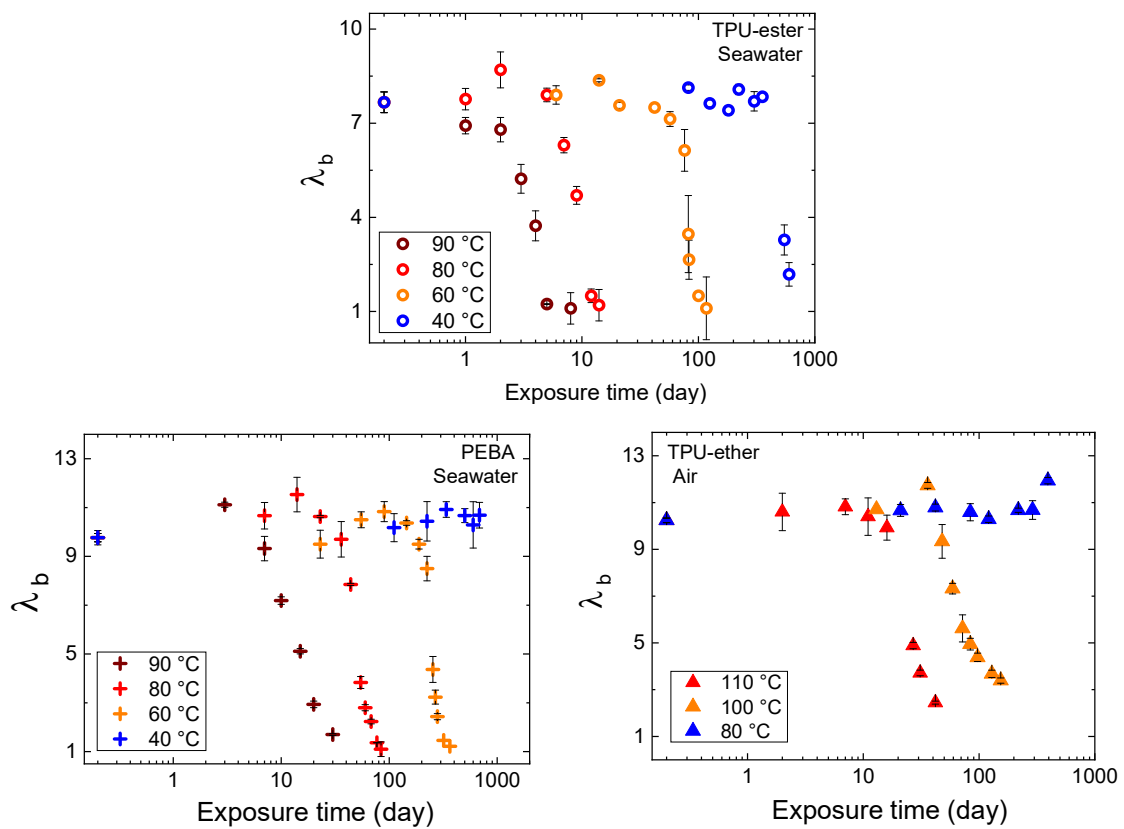 TPU-ester
Seawater
10
7
4
1
λb
90 °C
80 °C
60 °C
40 °C
1
10
100
1000
Exposure time (day)
PEBA
Seawater
13
9
5
1
λb
90 °C
80 °C
60 °C
40 °C
1
10
100
1000
Exposure time (day)
TPU-ether
Air
13
9
5
1
λb
110 °C
100 °C
80 °C
1
10
100
1000
Exposure time (day)